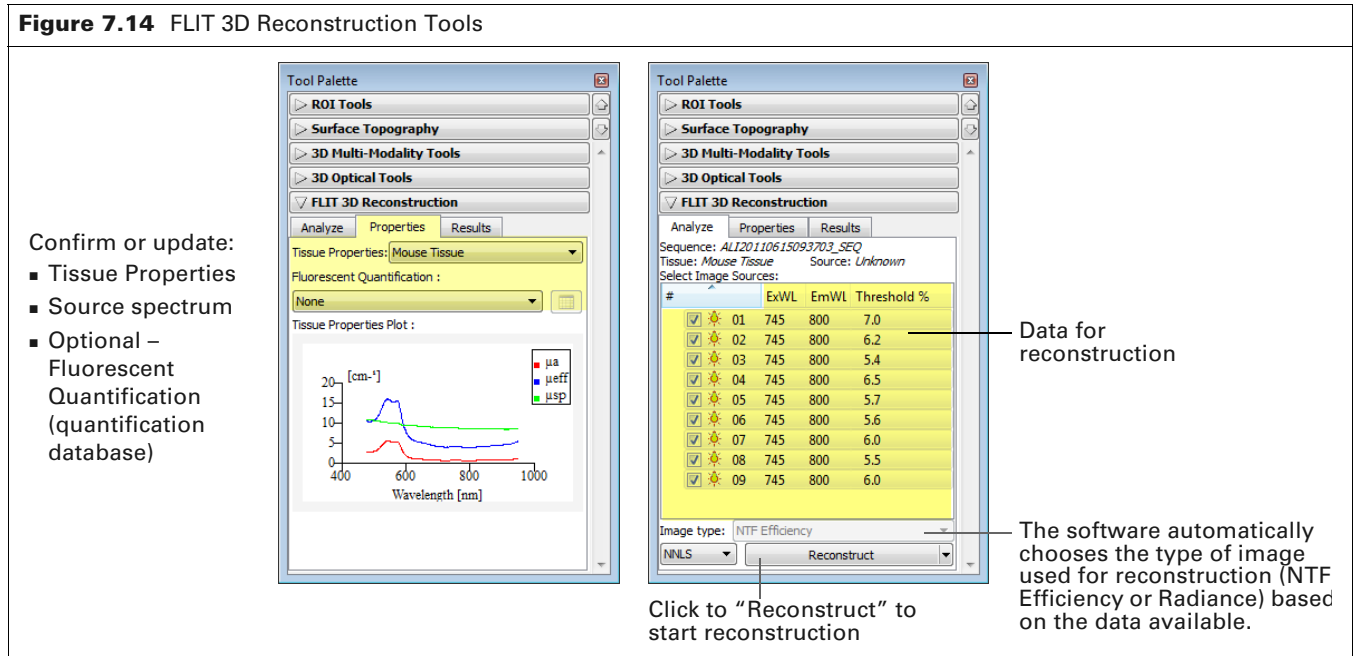 Figure 7.14 FLIT 3D Reconstruction Tools
Confirm or update:
▪ Tissue Properties
▪ Source spectrum
▪ Optional –
Fluorescent
Quantification
(quantification
database)
Tool Palette
ROI Tools
Surface Topography
3D Multi-Modality Tools
3D Optical Tools
FLIT 3D Reconstruction
Analyze Properties Results
Tissue Properties: Mouse Tissue
Fluorescent Quantification :
None
Tissue Properties Plot :
[cm-¹]
µa
µeff
µsp
20
15
10
5
0
400 600 800 1000
Wavelength [nm]
Tool Palette
ROI Tools
Surface Topography
3D Multi-Modality Tools
3D Optical Tools
FLIT 3D Reconstruction
Analyze Properties Results
Sequence: ALI20110615093703_SEQ
Tissue: Mouse Tissue Source: Unknown
Select Image Sources:
# ExWL EmWL Threshold %
01 745 800 7.0
02 745 800 6.2
03 745 800 5.4
04 745 800 6.5
05 745 800 5.7
06 745 800 5.6
07 745 800 6.0
08 745 800 5.5
09 745 800 6.0
Image type: NTF Efficiency
NNLS Reconstruct
Data for
reconstruction
The software automatically
chooses the type of image
used for reconstruction (NTF
Efficiency or Radiance) based
on the data available.
Click to “Reconstruct” to
start reconstruction